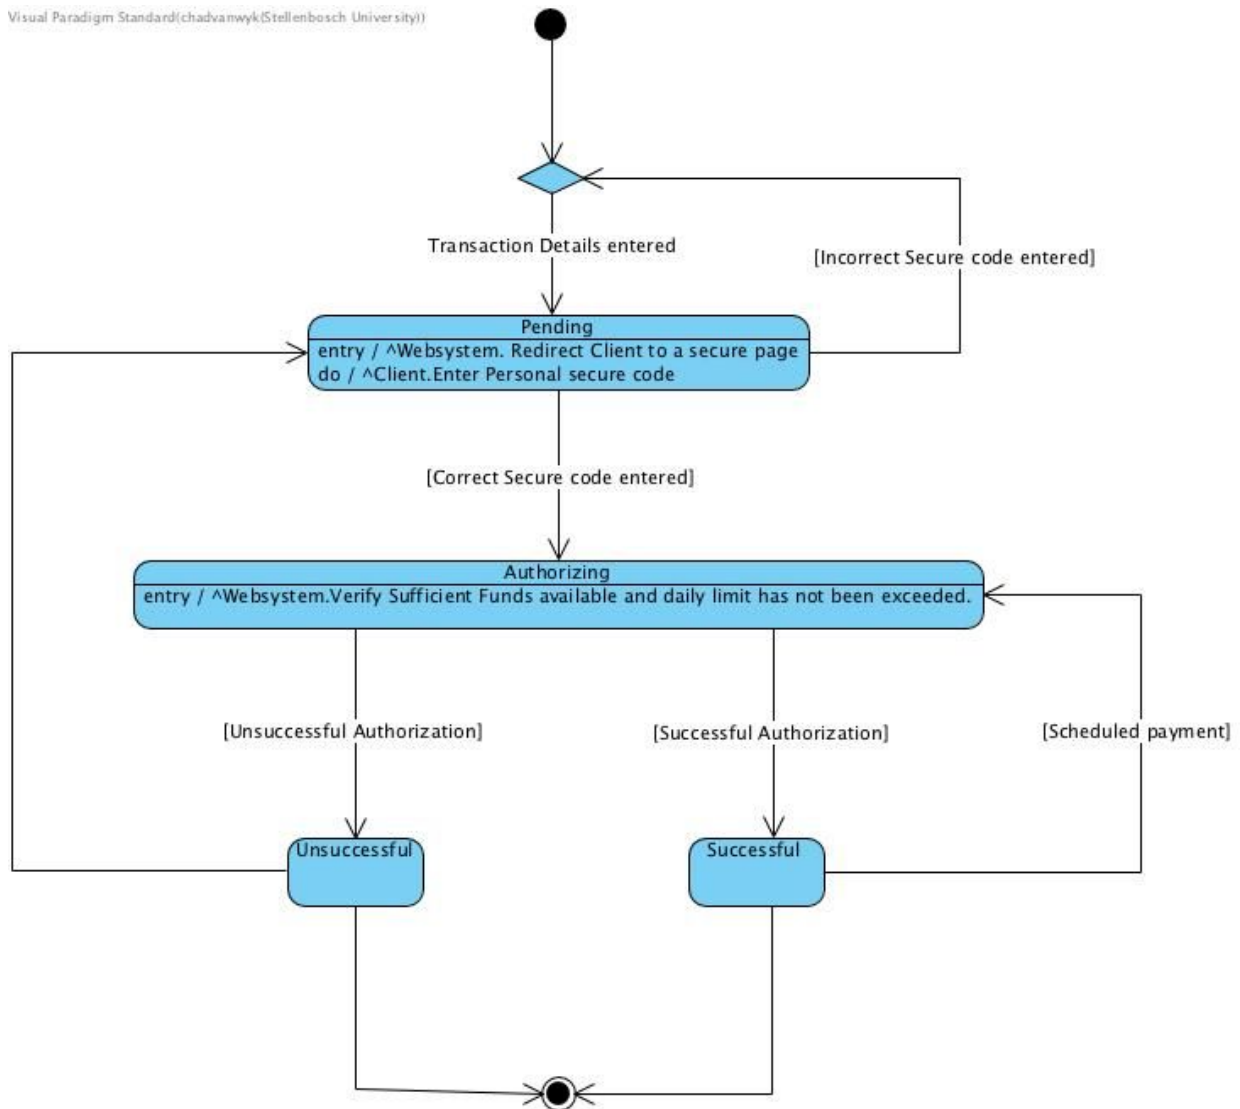 Visual Paradigm Standard(chadvanwyk(Stellenbosch University))
Transaction Details entered
[Incorrect Secure code entered]
Pending
entry / ^Websystem. Redirect Client to a secure page
do / ^Client.Enter Personal secure code
[Correct Secure code entered]
Authorizing
entry / ^Websystem.Verify Sufficient Funds available and daily limit has not been exceeded.
[Unsuccessful Authorization]
[Successful Authorization]
[Scheduled payment]
Unsuccessful
Successful